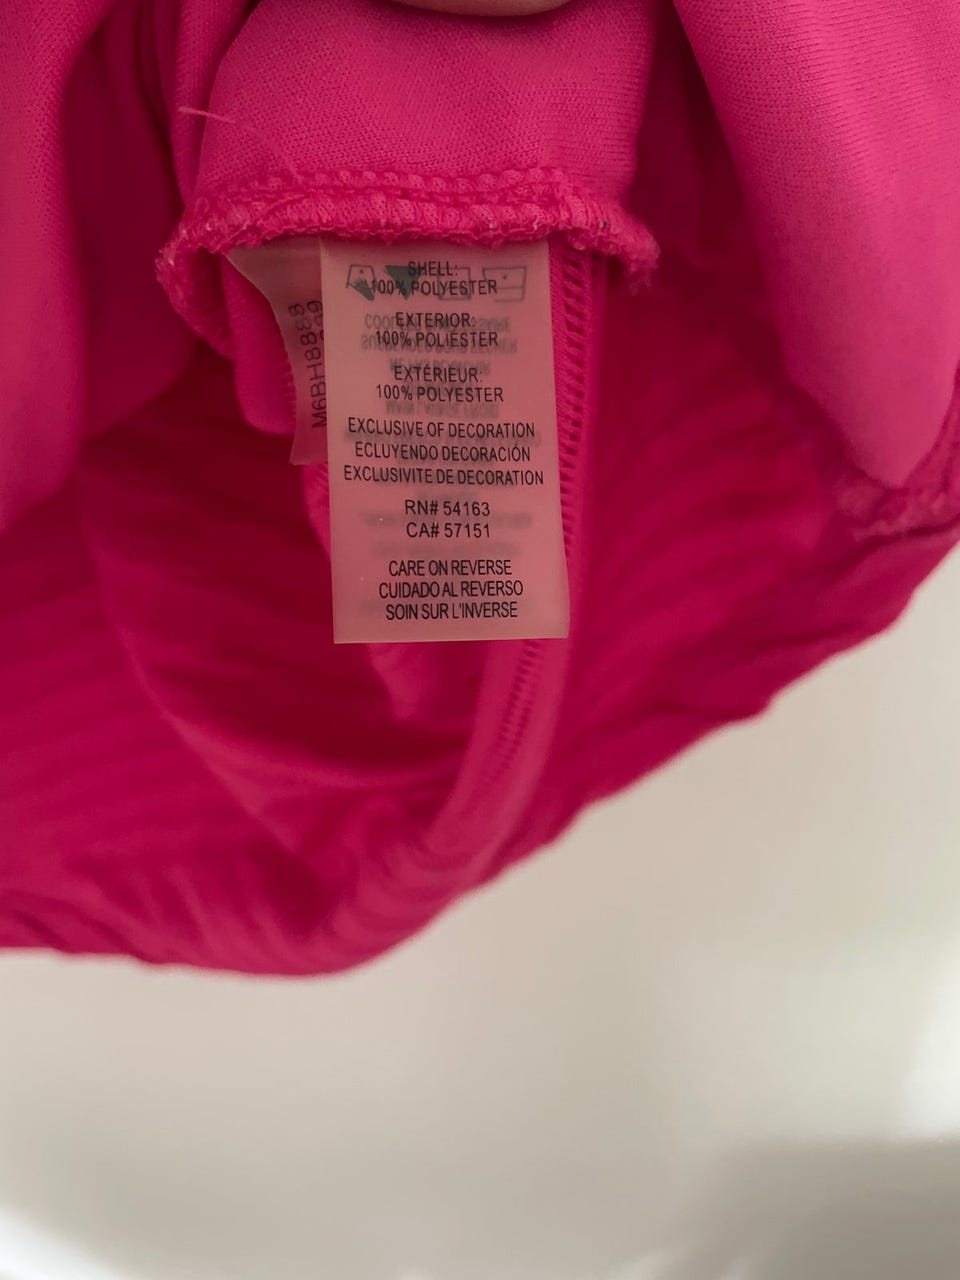 SHELL:
100% POLYESTER
EXTERIOR:
100% POLIÉSTER
EXTÉRIEUR:
100% POLYESTER
EXCLUSIVE OF DECORATION
ECLUYENDO DECORACIÓN
EXCLUSIVITE DE DECORATION
RN# 54163
CA# 57151
CARE ON REVERSE
CUIDADO AL REVERSO
SOIN SUR L'INVERSE
M6BH8888